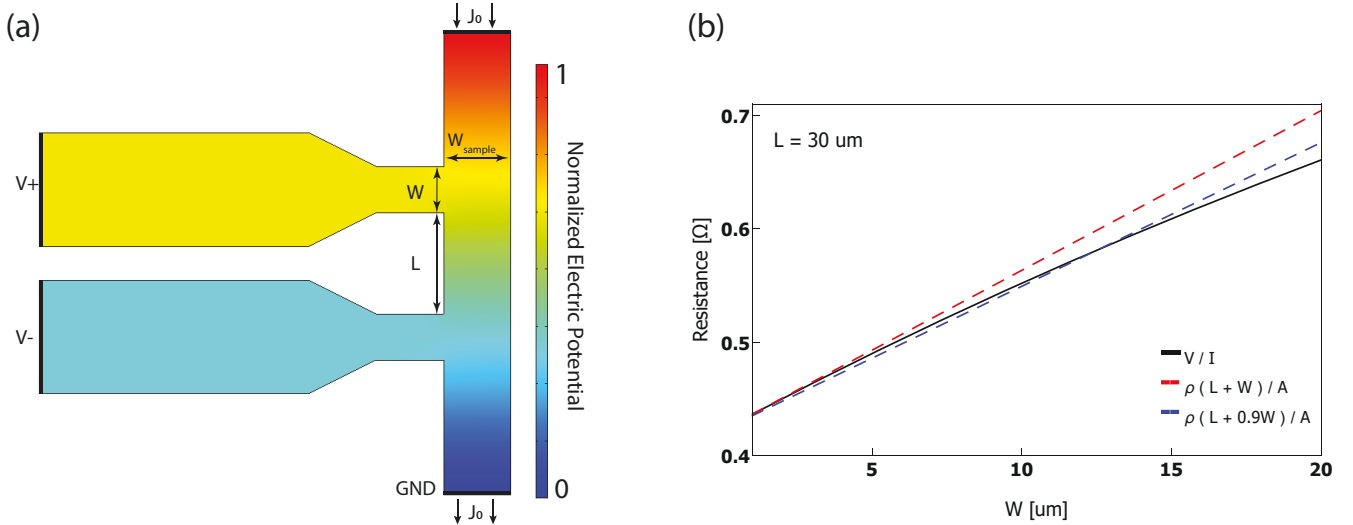 (a)
J₀
1
V+
W sample
W
L
V-
GND
0
J₀
Normalized Electric Potential
(b)
0.7
L = 30 um
0.6
Resistance [Ω]
0.5
V / I
ρ ( L + W ) / A
ρ ( L + 0.9W ) / A
0.4
5 10 15 20
W [um]